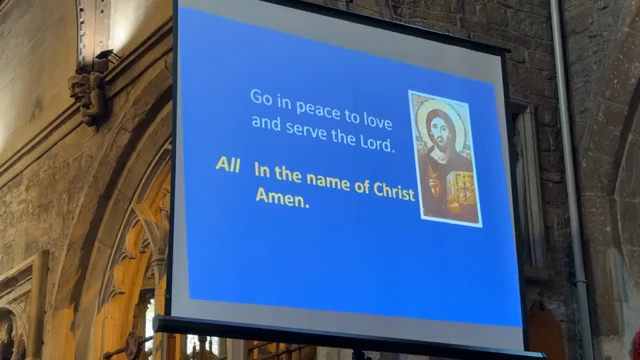 Go in peace to love
and serve the Lord.
All In the name of Christ
Amen.